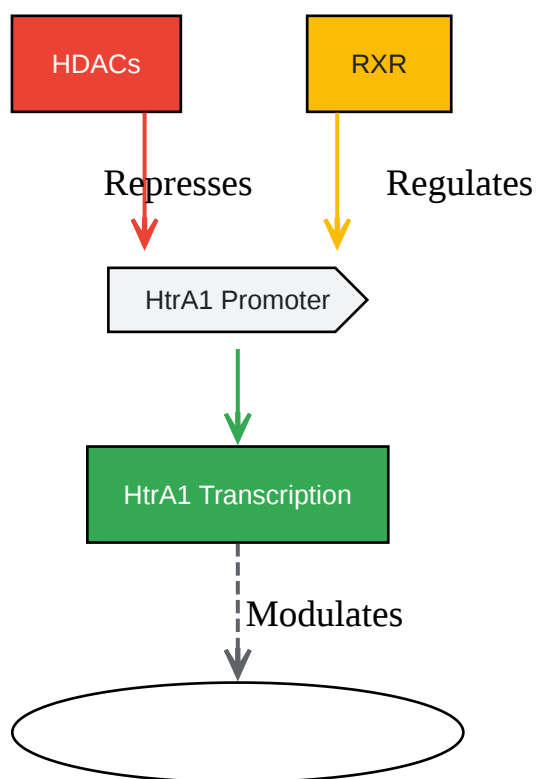 HDACs
RXR
Represses
Regulates
HtrA1 Promoter
HtrA1 Transcription
Modulates